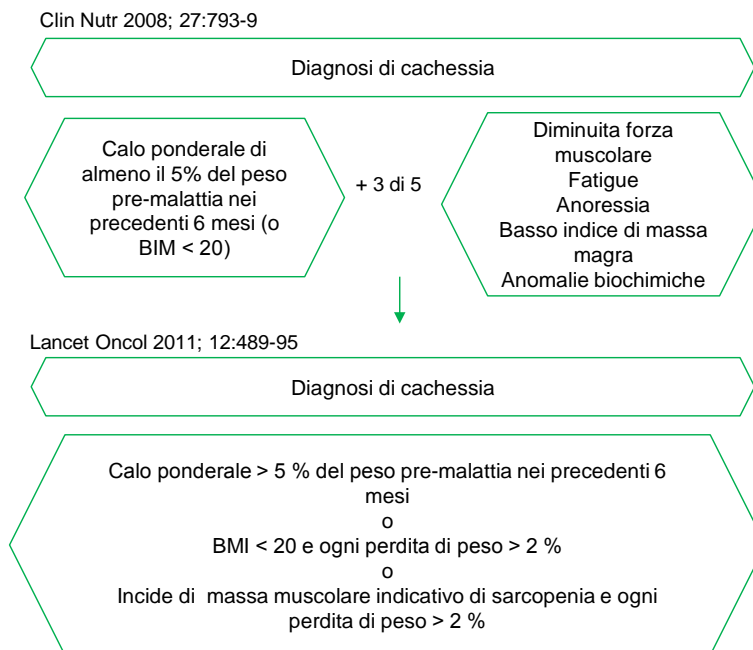 Clin Nutr 2008; 27:793-9
Diagnosi di cachessia
Calo ponderale di
almeno il 5% del peso
pre-malattia nei
precedenti 6 mesi (o
BIM < 20)
+ 3 di 5
Diminuita forza
muscolare
Fatigue
Anoressia
Basso indice di massa
magra
Anomalie biochimiche
Lancet Oncol 2011; 12:489-95
Diagnosi di cachessia
Calo ponderale > 5 % del peso pre-malattia nei precedenti 6
mesi
o
BMI < 20 e ogni perdita di peso > 2 %
o
Incide di  massa muscolare indicativo di sarcopenia e ogni
perdita di peso > 2 %